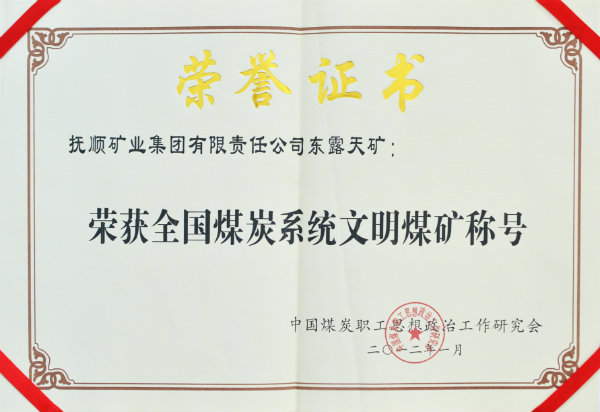 荣誉证书
抚顺矿业集团有限责任公司东露天矿：
荣获全国煤炭系统文明煤矿称号
中国煤炭职工思想政治工作研究会
二〇一二年一月